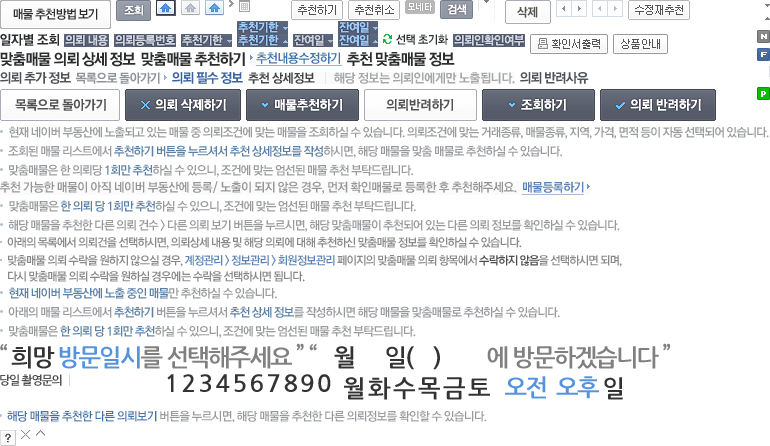 매물 추천방법 보기 조회 추천하기 추천취소 모네타 검색 삭제 수정재추천
추천기한 잔여일
일자별 조회 의뢰 내용 의뢰등록번호 추천기한 추천기한 잔여일 잔여일 선택 초기화 의뢰인확인여부 확인서출력 상품안내
맞춤매물 의뢰 상세 정보 맞춤매물 추천하기 추천내용수정하기 추천 맞춤매물 정보
의뢰 추가 정보 목록으로 돌아가기 의뢰 필수 정보 추천 상세정보 해당 정보는 의뢰인에게만 노출됩니다. 의뢰 반려사유
목록으로 돌아가기 의뢰 삭제하기 매물추천하기 의뢰반려하기 조회하기 의뢰 반려하기
현재 네이버 부동산에 노출되고 있는 매물 중 의뢰조건에 맞는 매물을 조회하실 수 있습니다. 의뢰조건에 맞는 거래종류, 매물종류, 지역, 가격, 면적 등이 자동 선택되어 있습니다.
조회된 매물 리스트에서 추천하기 버튼을 누르셔서 추천 상세정보를 작성하시면, 해당 매물을 맞춤 매물로 추천하실 수 있습니다.
맞춤매물은 한 의뢰당 1회만 추천하실 수 있으니, 조건에 맞는 엄선된 매물 추천 부탁드립니다.
추천 가능한 매물이 아직 네이버 부동산에 등록/ 노출이 되지 않은 경우, 먼저 확인매물로 등록한 후 추천해주세요. 매물등록하기
맞춤매물은 한 의뢰 당 1회만 추천하실 수 있으니, 조건에 맞는 엄선된 매물 추천 부탁드립니다.
해당 매물을 추천한 다른 의뢰 건수 > 다른 의뢰 보기 버튼을 누르시면, 해당 맞춤매물이 추천되어 있는 다른 의뢰 정보를 확인하실 수 있습니다.
아래의 목록에서 의뢰건을 선택하시면, 의뢰상세 내용 및 해당 의뢰에 대해 추천하신 맞춤매물 정보를 확인하실 수 있습니다.
맞춤매물 의뢰 수락을 원하지 않으실 경우, 계정관리 > 정보관리 > 회원정보관리 페이지의 맞춤매물 의뢰 항목에서 수락하지 않음을 선택하시면 되며,
다시 맞춤매물 의뢰 수락을 원하실 경우에는 수락을 선택하시면 됩니다.
현재 네이버 부동산에 노출 중인 매물만 추천하실 수 있습니다.
아래의 매물 리스트에서 추천하기 버튼을 누르셔서 추천 상세 정보를 작성하시면 해당 매물을 맞춤매물로 추천하실 수 있습니다.
맞춤매물은 한 의뢰 당 1회만 추천하실 수 있으니, 조건에 맞는 엄선된 매물 추천 부탁드립니다.
“ 희망 방문일시를 선택해주세요 ” “ 월 일( ) 에 방문하겠습니다 ”
당일 촬영문의 1234567890 월화수목금토 오전 오후 일
해당 매물을 추천한 다른 의뢰보기 버튼을 누르시면, 해당 매물을 추천한 다른 의뢰정보를 확인할 수 있습니다.
?
N
F
P